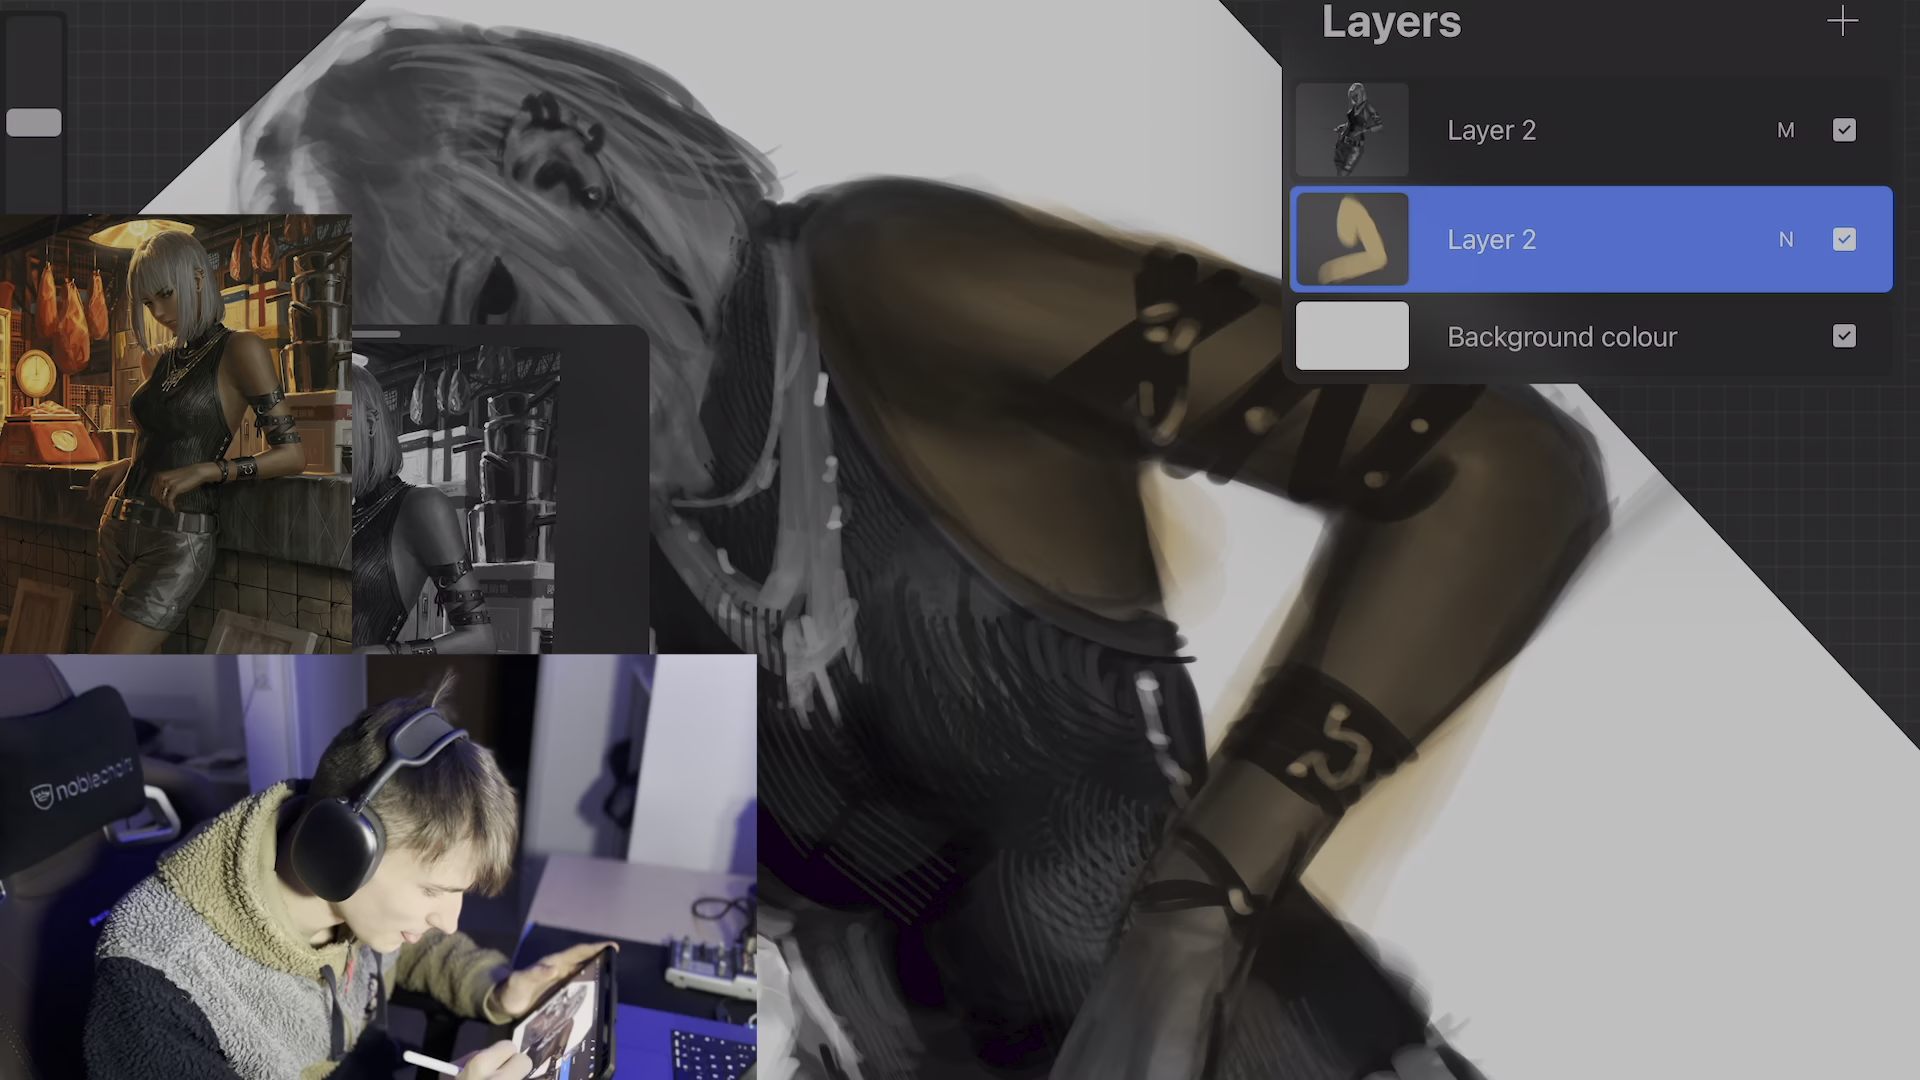 Layers
Layer 2
M
Layer 2
N
Background colour
noblechairs